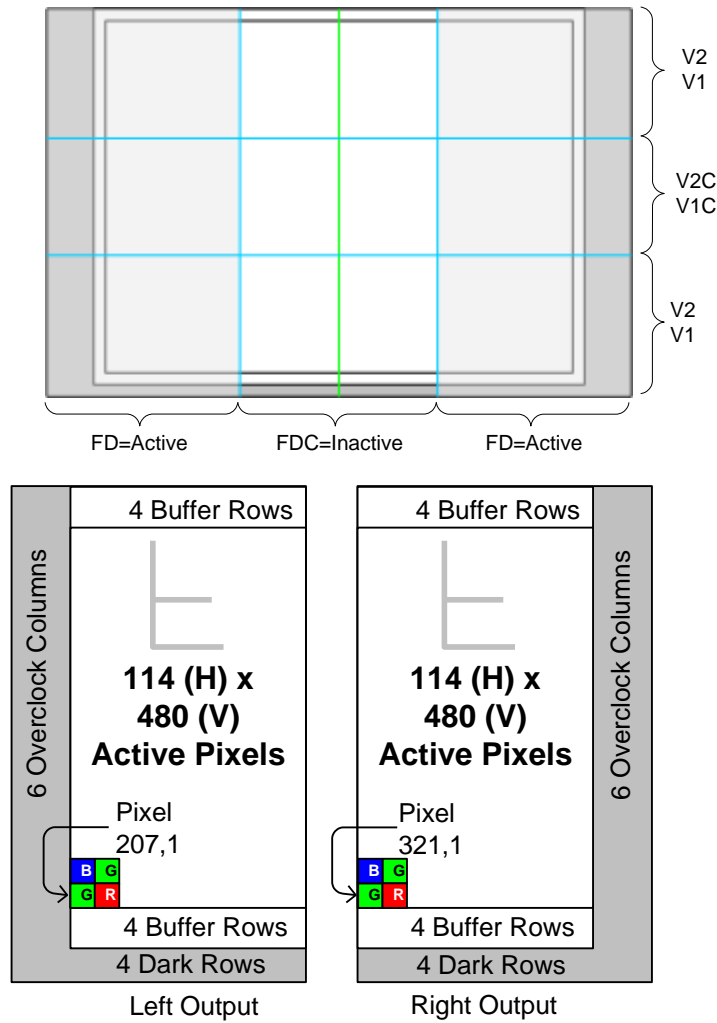 V2
V1
V2C
V1C
V2
V1
FD=Active
FDC=Inactive
FD=Active
4 Buffer Rows
6 Overclock Columns
114 (H) x
480 (V)
Active Pixels
Pixel
207,1
B G
G R
4 Buffer Rows
4 Dark Rows
Left Output
4 Buffer Rows
6 Overclock Columns
114 (H) x
480 (V)
Active Pixels
Pixel
321,1
B G
G R
4 Buffer Rows
4 Dark Rows
Right Output